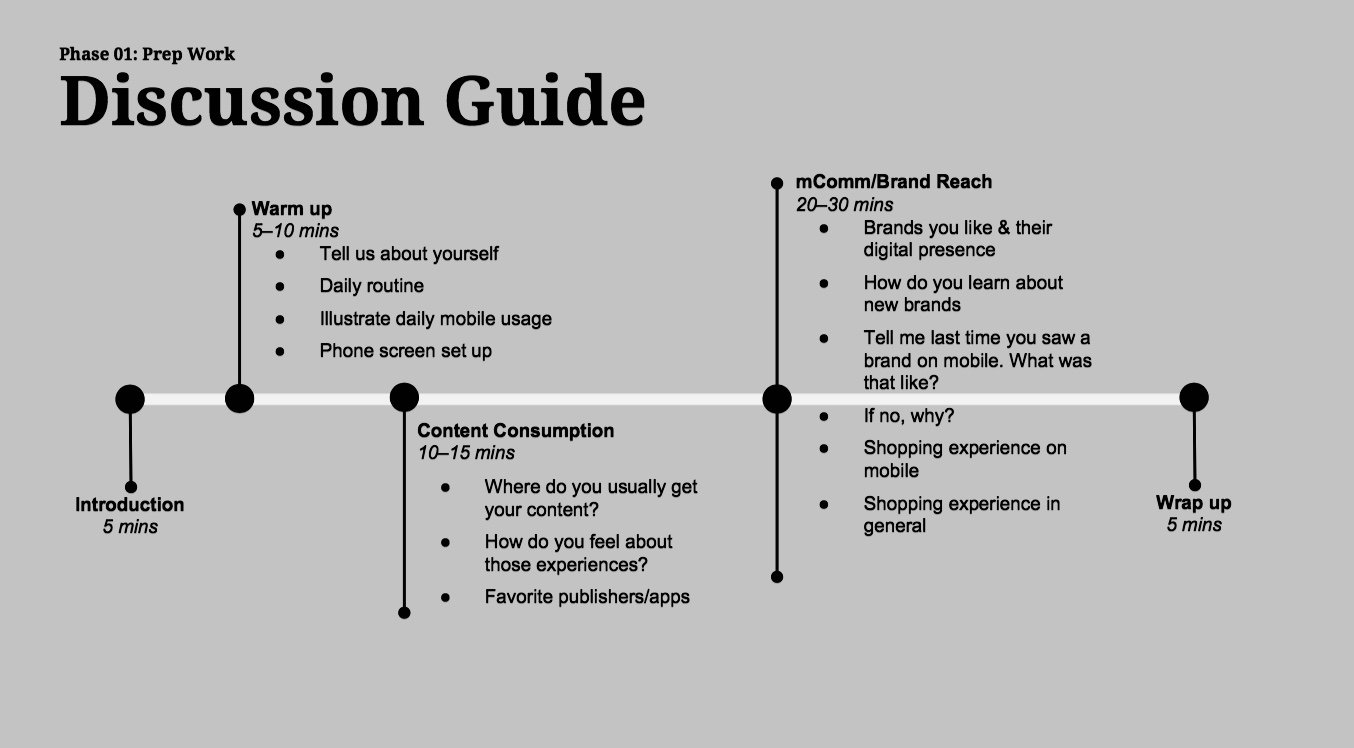 Phase 01: Prep Work
Discussion Guide
Introduction
5 mins
Warm up
5–10 mins
● Tell us about yourself
● Daily routine
● Illustrate daily mobile usage
● Phone screen set up
Content Consumption
10–15 mins
● Where do you usually get
your content?
● How do you feel about
those experiences?
● Favorite publishers/apps
mComm/Brand Reach
20–30 mins
● Brands you like & their
digital presence
● How do you learn about
new brands
● Tell me last time you saw a
brand on mobile. What was
that like?
● If no, why?
● Shopping experience on
mobile
● Shopping experience in
general
Wrap up
5 mins